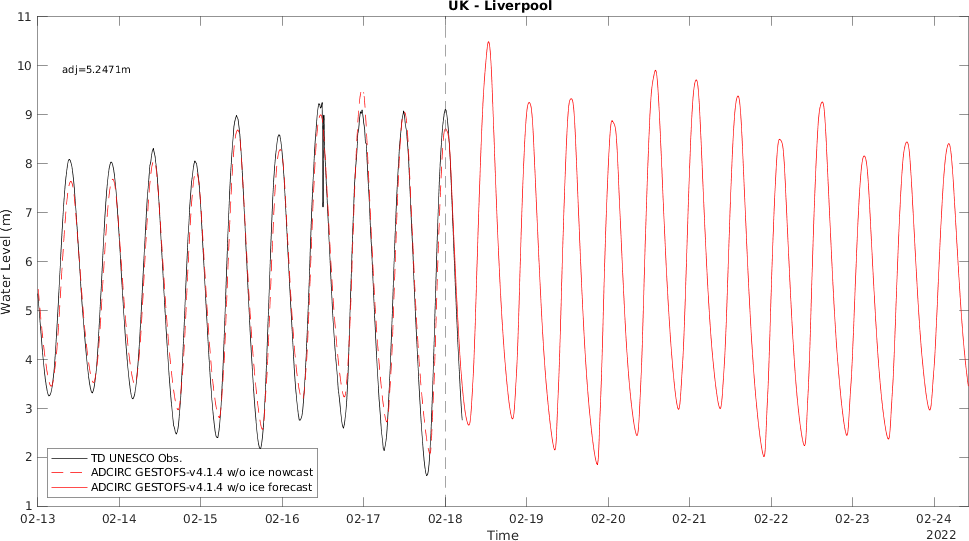 UK - Liverpool
11
10
9
8
7
6
5
4
3
2
1
Water Level (m)
adj=5.2471m
TD UNESCO Obs.
ADCIRC GESTOFS-v4.1.4 w/o ice nowcast
ADCIRC GESTOFS-v4.1.4 w/o ice forecast
02-13 02-14 02-15 02-16 02-17 02-18 02-19 02-20 02-21 02-22 02-23 02-24
Time
2022